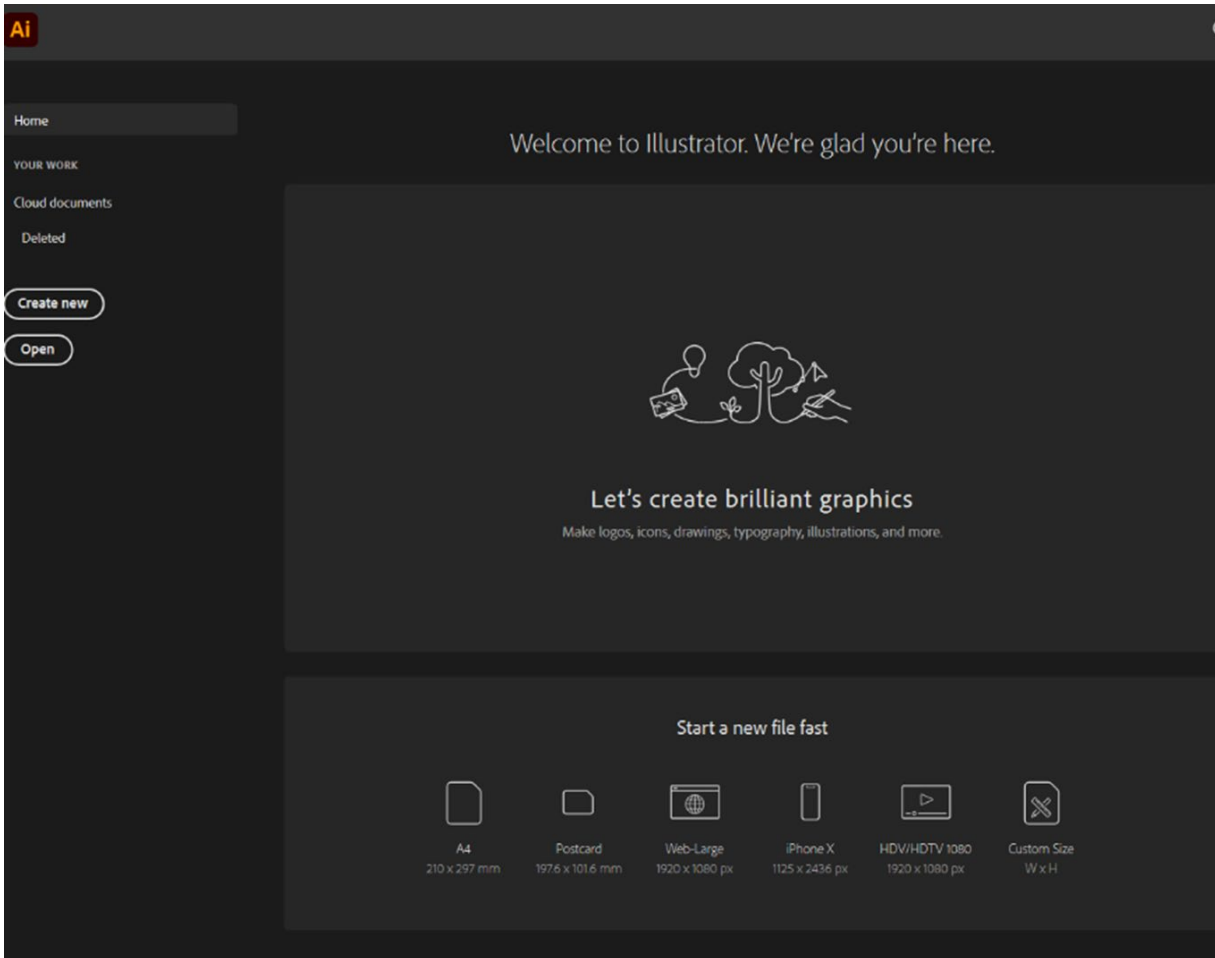 Ai
Home
YOUR WORK
Cloud documents
Deleted
Create new
Open
Welcome to Illustrator. We're glad you're here.
Let's create brilliant graphics
Make logos, icons, drawings, typography, illustrations, and more.
Start a new file fast
A4
210 x 297 mm
Postcard
197.6 x 101.6 mm
Web-Large
1920 x 1080 px
iPhone X
1125 x 2436 px
HDV/HDTV 1080
1920 x 1080 px
Custom Size
W x H